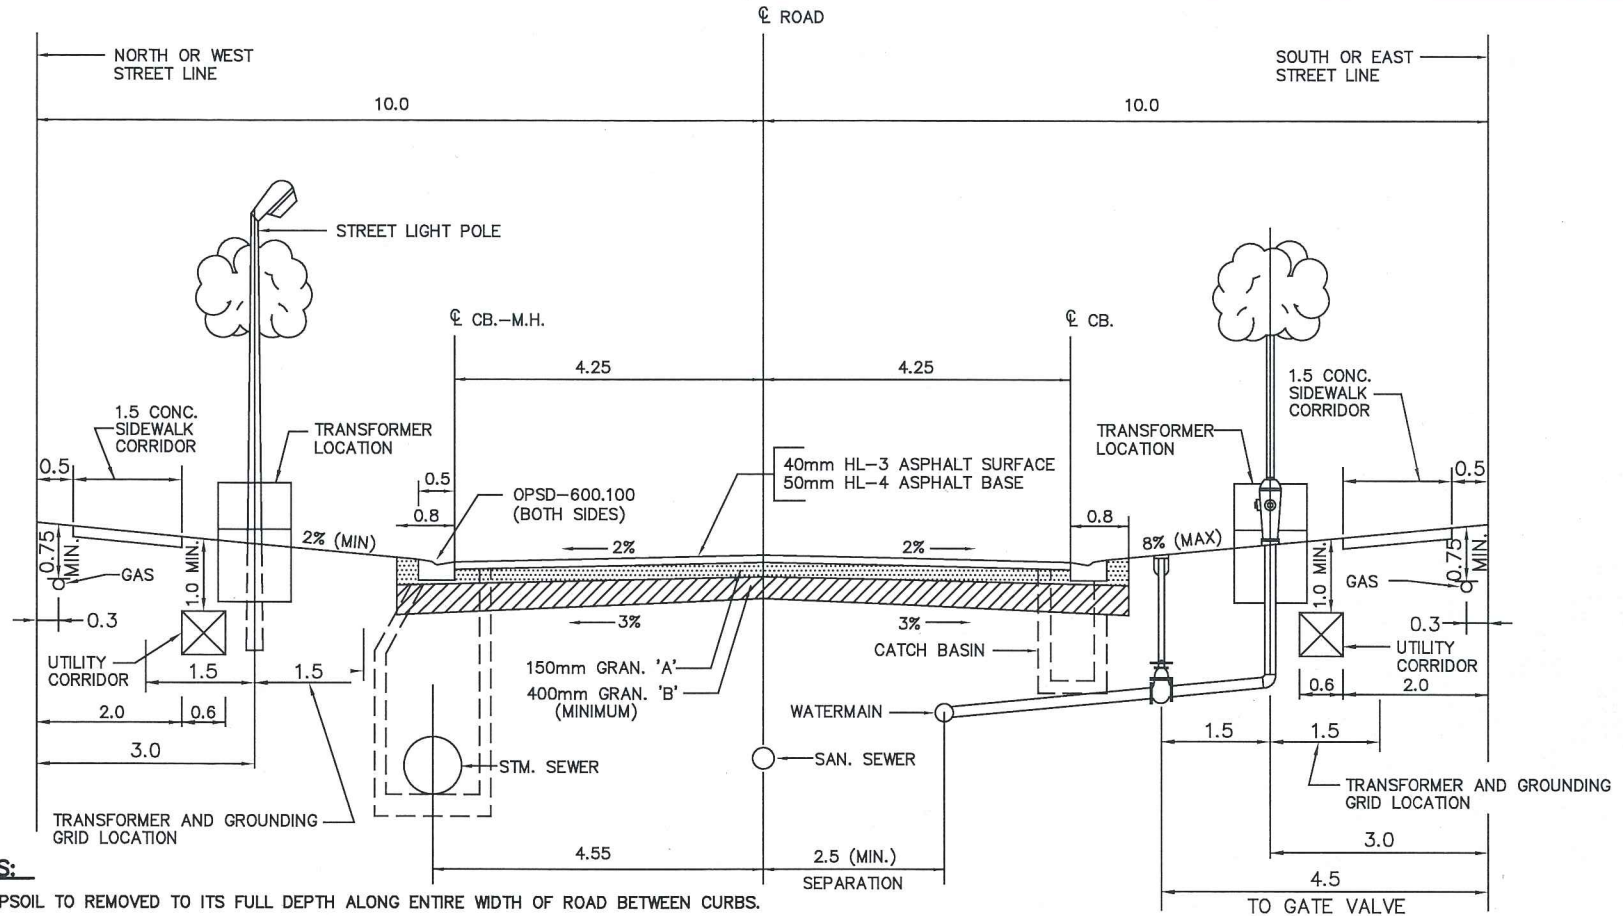 ℄ ROAD
NORTH OR WEST
STREET LINE
SOUTH OR EAST
STREET LINE
10.0
10.0
STREET LIGHT POLE
℄ CB.-M.H.
℄ CB.
4.25
4.25
1.5 CONC.
SIDEWALK
CORRIDOR
TRANSFORMER
LOCATION
1.5 CONC.
SIDEWALK
CORRIDOR
TRANSFORMER
LOCATION
0.5
0.5
0.5
OPSD-600.100
(BOTH SIDES)
40mm HL-3 ASPHALT SURFACE
50mm HL-4 ASPHALT BASE
0.8
0.8
2% (MIN)
2%
2%
8% (MAX)
0.75
MIN.
GAS
1.0 MIN.
0.75
MIN.
GAS
1.0 MIN.
0.3
3%
3%
0.3
UTILITY
CORRIDOR
1.5
1.5
150mm GRAN. 'A'
400mm GRAN. 'B'
(MINIMUM)
CATCH BASIN
UTILITY
CORRIDOR
2.0
0.6
0.6
2.0
WATERMAIN
1.5
1.5
3.0
STM. SEWER
SAN. SEWER
TRANSFORMER AND GROUNDING
GRID LOCATION
TRANSFORMER AND GROUNDING
GRID LOCATION
3.0
4.55
2.5 (MIN.)
SEPARATION
4.5
TO GATE VALVE
S:
PSOIL TO REMOVED TO ITS FULL DEPTH ALONG ENTIRE WIDTH OF ROAD BETWEEN CURBS.